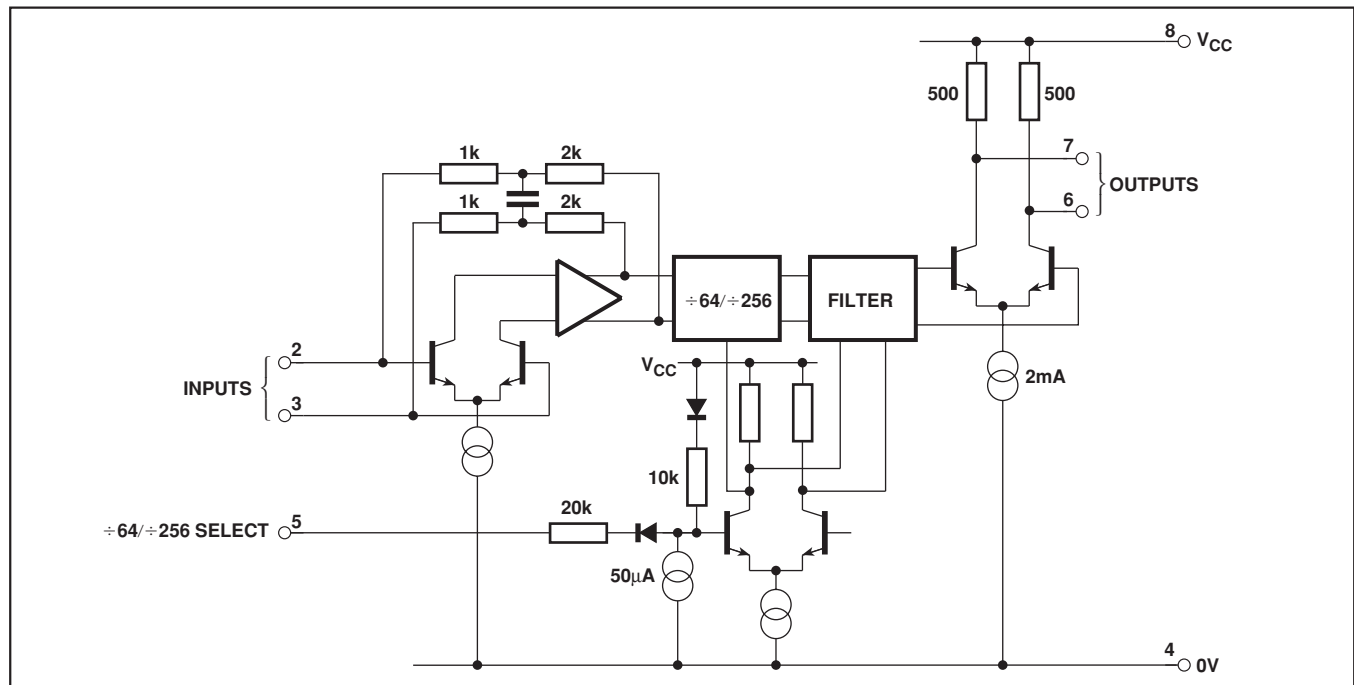 8
VCC
500
500
7
OUTPUTS
6
1k
2k
1k
2k
÷64/÷256
FILTER
2
INPUTS
3
VCC
2mA
10k
20k
÷64/÷256 SELECT
5
50μA
4
0V